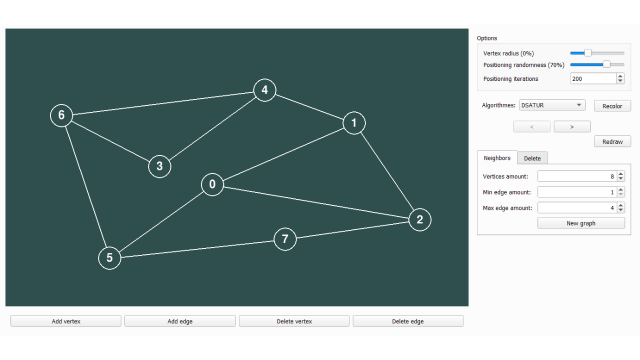 Options
Vertex radius (0%)
Positioning randomness (70%)
Positioning iterations 200
Algorithmes: DSATUR Recolor
< >
Redraw
Neighbors Delete
Vertices amount: 8
Min edge amount: 1
Max edge amount: 4
New graph
4
6
1
3
0
2
7
5
Add vertex Add edge Delete vertex Delete edge